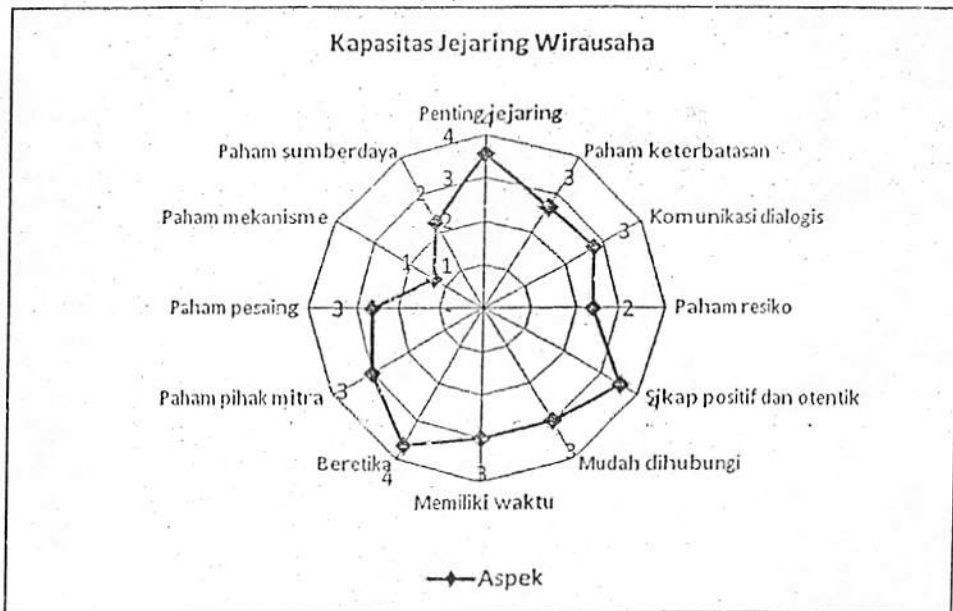 Kapasitas Jejaring Wirausaha
Penting jejaring
4
4
Paham sumberdaya
Paham keterbatasan
3
3
2
Paham mekanisme
2
Komunikasi dialogis
3
1
1
Paham pesaing
3
2
Paham resiko
Paham pihak mitra
3
Sikap positif dan otentik
4
Beretika
4
3
3
Mudah dihubungi
Memiliki waktu
Aspek